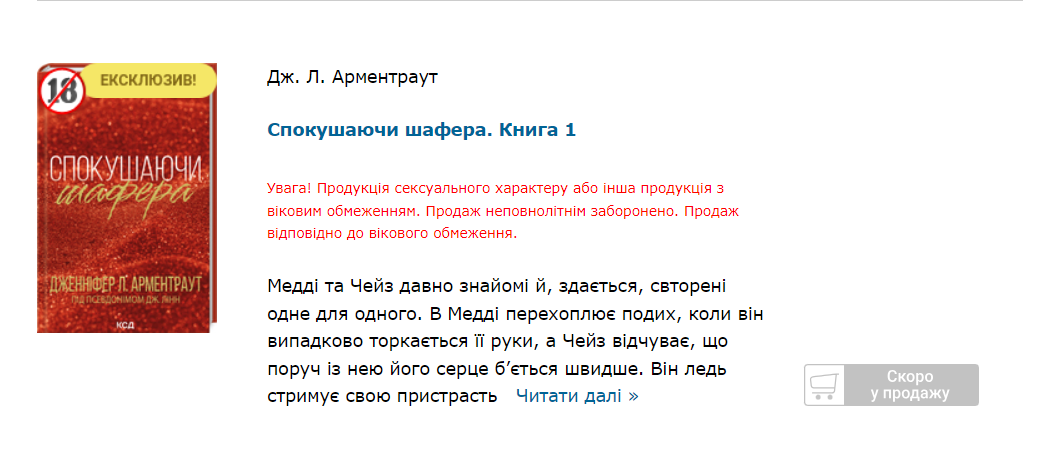 18
ЕКСКЛЮЗИВ!
СПОКУШАЮЧИ
шафера
ДЖЕННІФЕР Л. АРМЕНТРАУТ
ПІД ПСЕВДОНІМОМ ДЖ. ЛІНН
КСД
Дж. Л. Арментраут
Спокушаючи шафера. Книга 1
Увага! Продукція сексуального характеру або інша продукція з
віковим обмеженням. Продаж неповнолітнім заборонено. Продаж
відповідно до вікового обмеження.
Медді та Чейз давно знайомі й, здається, свторені
одне для одного. В Медді перехоплює подих, коли він
випадково торкається її руки, а Чейз відчуває, що
поруч із нею його серце б’ється швидше. Він ледь
стримує свою пристрасть Читати далі »
Скоро
у продажу